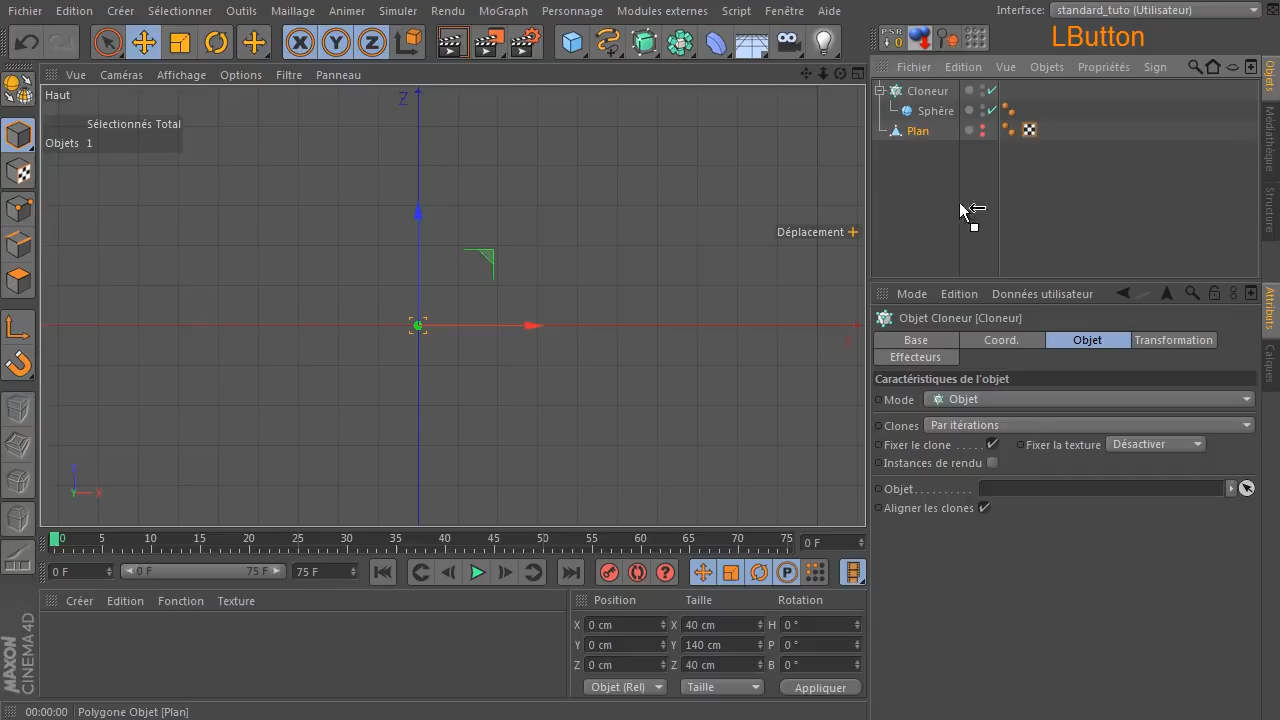 Fichier Edition Créer Sélectionner Outils Maillage Animer Simuler Rendu MoGraph Personnage Modules externes Script Fenêtre Aide Interface: standard_tuto (Utilisateur)
LButton
PSR
0
Vue Caméras Affichage Options Filtre Panneau
Fichier Edition Vue Objets Propriétés Sign
Haut
Z
Sélectionnés Total
Objets 1
Déplacement
X
Y
X
Cloneur
Sphère
Plan
Objets
Médiathèque
Structure
Mode Edition Données utilisateur
Objet Cloneur [Cloneur]
Base Coord. Objet Transformation
Effecteurs
Caractéristiques de l'objet
Mode Objet
Clones Par itérations
Fixer le clone Fixer la texture Désactiver
Instances de rendu
Objet
Aligner les clones
Attributs
Calques
0 5 10 15 20 25 30 35 40 45 50 55 60 65 70 75 0 F
0 F 0 F 75 F 75 F
Créer Edition Fonction Texture
Position Taille Rotation
X 0 cm X 40 cm H 0 °
Y 0 cm Y 140 cm P 0 °
Z 0 cm Z 40 cm B 0 °
Objet (Rel) Taille Appliquer
MAXON
CINEMA 4D
00:00:00 Polygone Objet [Plan]